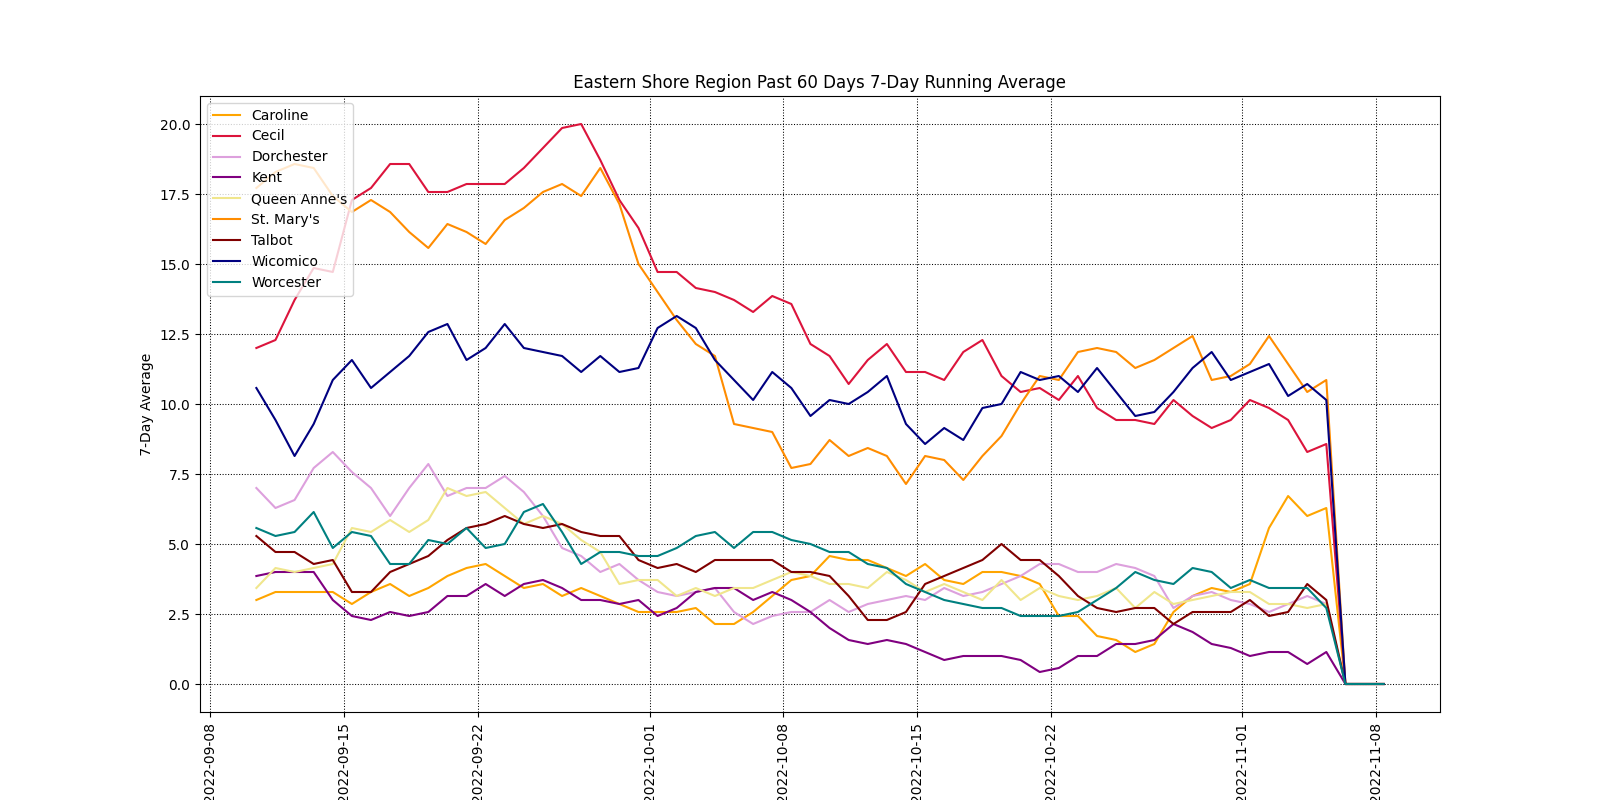 Eastern Shore Region Past 60 Days 7-Day Running Average
Caroline
Cecil
Dorchester
Kent
Queen Anne's
St. Mary's
Talbot
Wicomico
Worcester
20.0
17.5
15.0
12.5
10.0
7.5
5.0
2.5
0.0
7-Day Average
2022-09-08
2022-09-15
2022-09-22
2022-10-01
2022-10-08
2022-10-15
2022-10-22
2022-11-01
2022-11-08